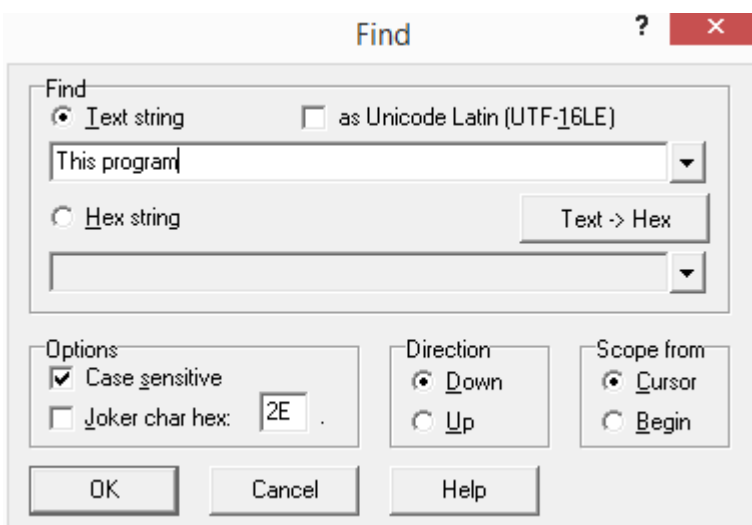 Find ?
Find
Text string as Unicode Latin (UTF-16LE)
This program
Hex string Text -> Hex
Options Direction Scope from
Case sensitive Down Cursor
Joker char hex: 2E . Up Begin
OK Cancel Help